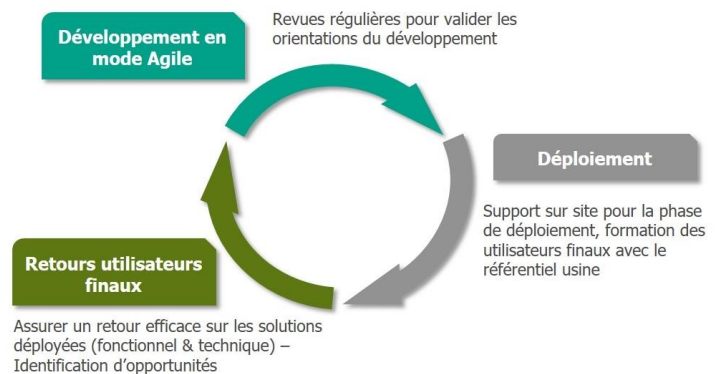 Développement en
mode Agile
Revues régulières pour valider les
orientations du développement
Déploiement
Support sur site pour la phase
de déploiement, formation des
utilisateurs finaux avec le
référentiel usine
Retours utilisateurs
finaux
Assurer un retour efficace sur les solutions
déployées (fonctionnel & technique) –
Identification d’opportunités